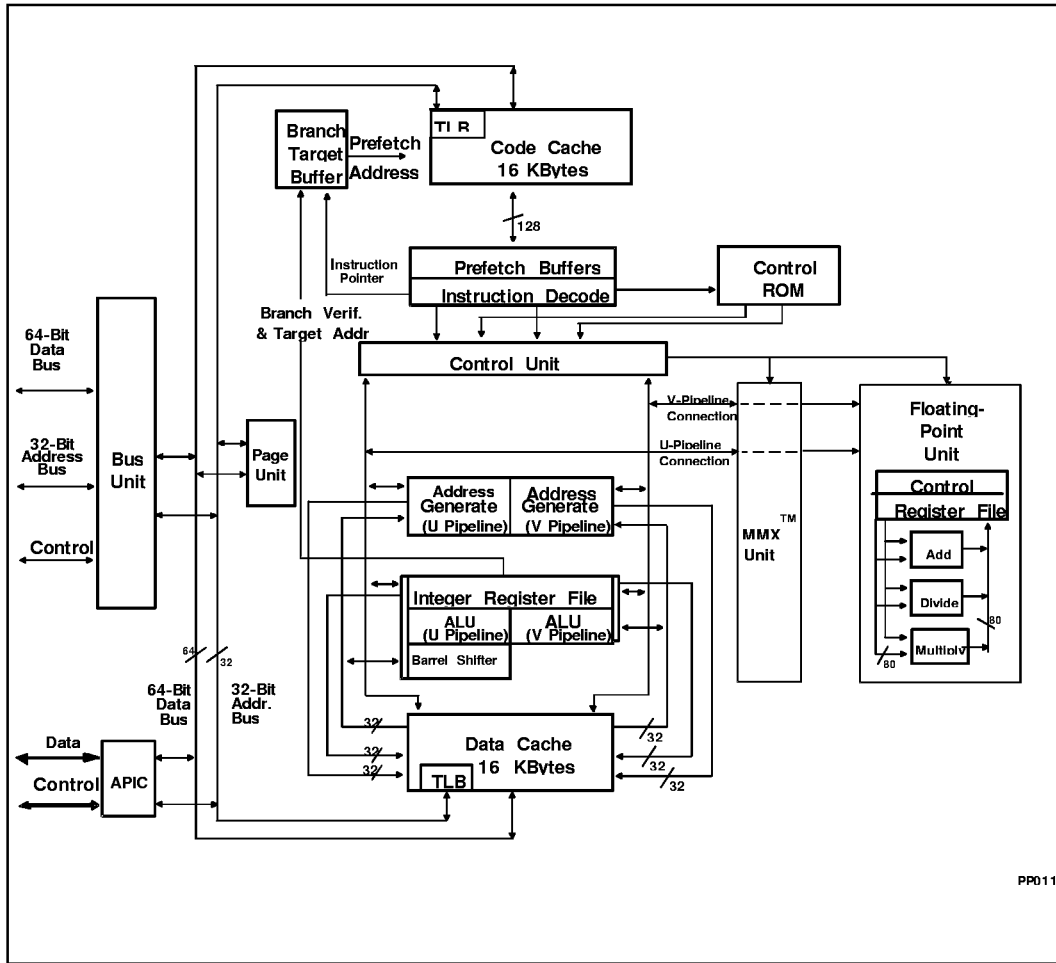 TLB
Code Cache
16 KBytes
Branch
Target
Buffer
Prefetch
Address
128
Instruction
Pointer
Prefetch Buffers
Instruction Decode
Control
ROM
Branch Verif.
& Target Addr
Control Unit
64-Bit
Data
Bus
32-Bit
Address
Bus
Control
Bus
Unit
Page
Unit
V-Pipeline
Connection
U-Pipeline
Connection
Address
Generate
(U Pipeline)
Address
Generate
(V Pipeline)
MMX™
Unit
Floating-
Point
Unit
Control
Register File
Add
Divide
Multiply
80
80
Integer Register File
ALU
(U Pipeline)
ALU
(V Pipeline)
Barrel Shifter
64
32
64-Bit
Data
Bus
32-Bit
Addr.
Bus
32
32
32
32
32
32
Data Cache
16 KBytes
TLB
Data
Control
APIC
PP011